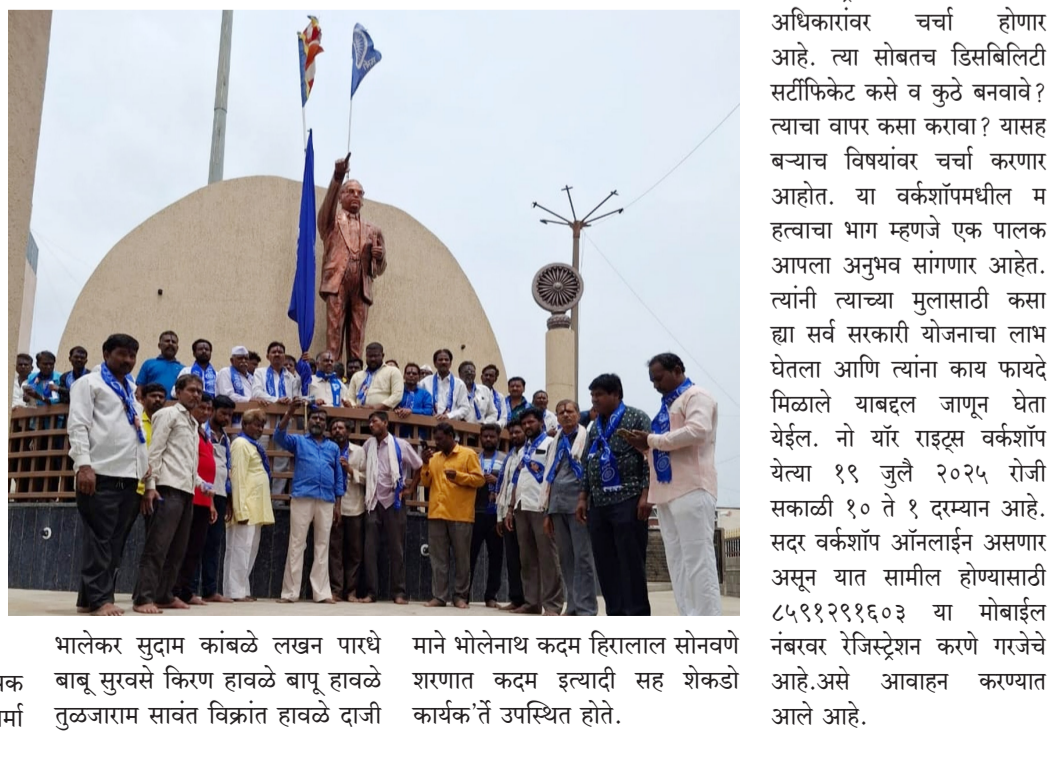 यक
र्मा
भालेकर सुदाम कांबळे लखन पारधे
बाबू सुरवसे किरण हावळे बापू हावळे
तुळजाराम सावंत विक्रांत हावळे दाजी
माने भोलेनाथ कदम हिरालाल सोनवणे
शरणात कदम इत्यादी सह शेकडो
कार्यक'र्ते उपस्थित होते.
अधिकारांवर चर्चा होणार
आहे. त्या सोबतच डिसबिलिटी
सर्टीफिकेट कसे व कुठे बनवावे?
त्याचा वापर कसा करावा? यासह
बऱ्याच विषयांवर चर्चा करणार
आहोत. या वर्कशॉपमधील म
हत्वाचा भाग म्हणजे एक पालक
आपला अनुभव सांगणार आहेत.
त्यांनी त्याच्या मुलासाठी कसा
ह्या सर्व सरकारी योजनाचा लाभ
घेतला आणि त्यांना काय फायदे
मिळाले याबद्दल जाणून घेता
येईल. नो यॉर राइट्स वर्कशॉप
येत्या १९ जुलै २०२५ रोजी
सकाळी १० ते १ दरम्यान आहे.
सदर वर्कशॉप ऑनलाईन असणार
असून यात सामील होण्यासाठी
८५९१२९१६०३ या मोबाईल
नंबरवर रेजिस्ट्रेशन करणे गरजेचे
आहे.असे आवाहन करण्यात
आले आहे.